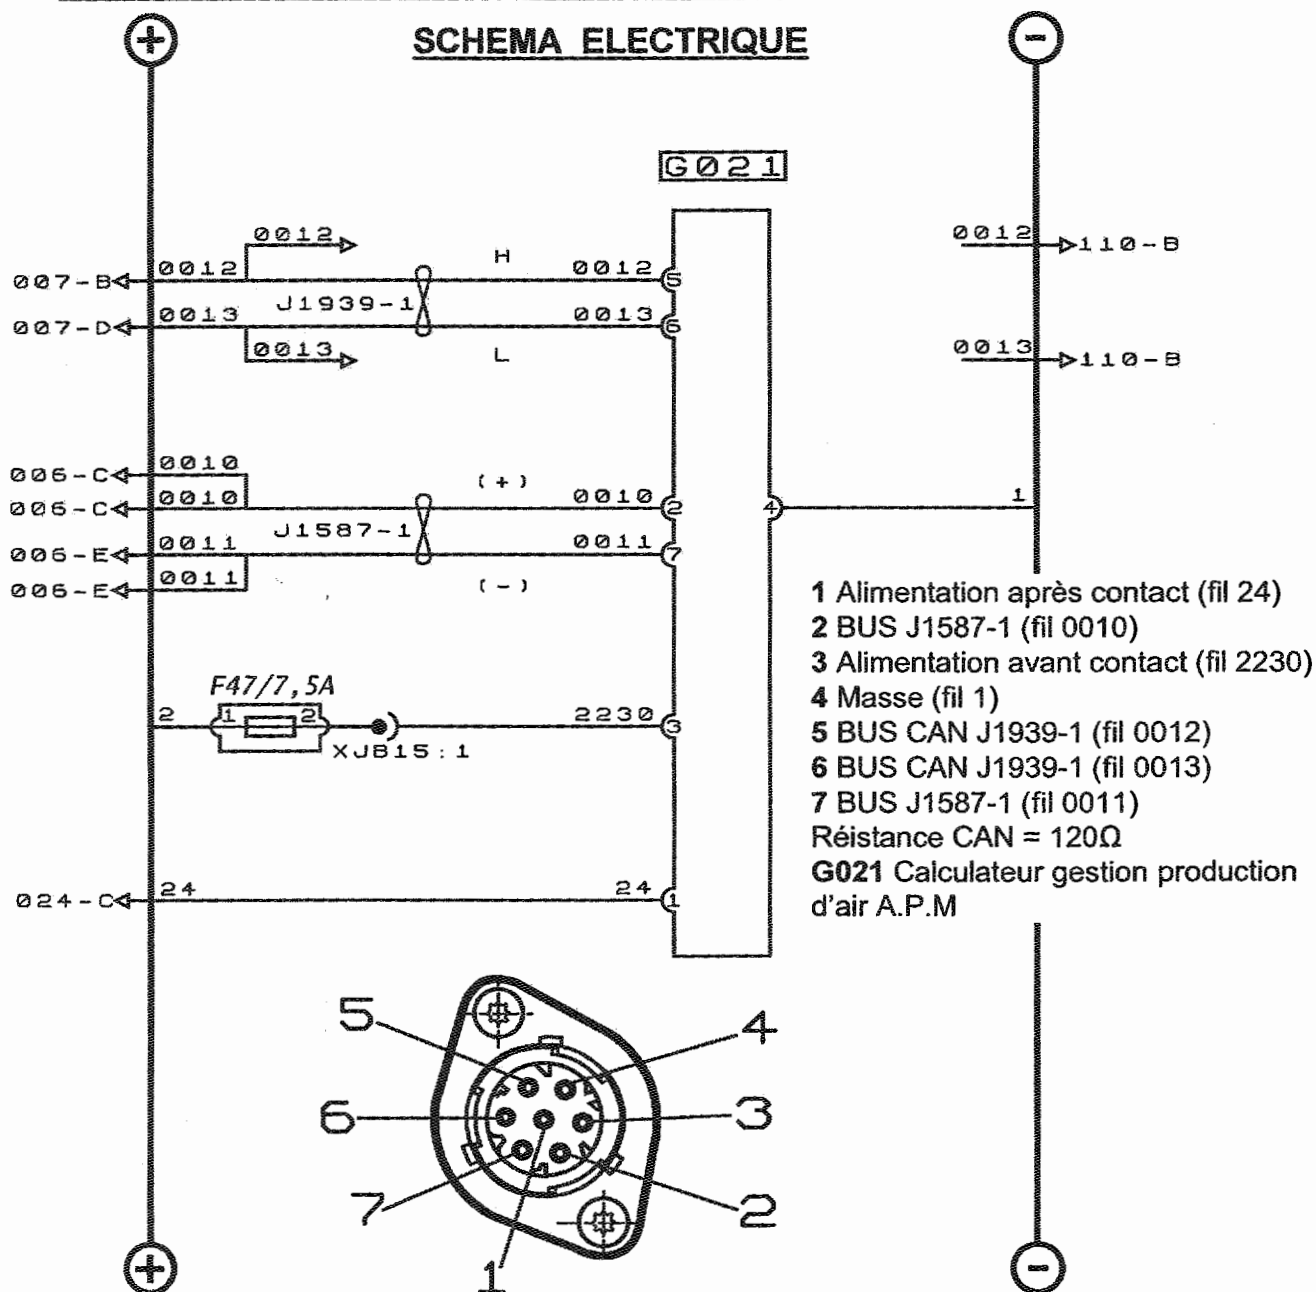 +
SCHEMA ELECTRIQUE
-
G021
0012
0012
H
0012
5
007-B
J1939-1
0013
0013
6
007-D
0013
L
0012
110-B
0013
110-B
006-C
0010
(+)
006-C
0010
0010
2
4
1
J1587-1
006-E
0011
0011
7
006-E
0011
(-)
F47/7,5A
2
1
2
2230
3
XJB15:1
024-C
24
24
1
1 Alimentation après contact (fil 24)
2 BUS J1587-1 (fil 0010)
3 Alimentation avant contact (fil 2230)
4 Masse (fil 1)
5 BUS CAN J1939-1 (fil 0012)
6 BUS CAN J1939-1 (fil 0013)
7 BUS J1587-1 (fil 0011)
Réistance CAN = 120Ω
G021 Calculateur gestion production
d'air A.P.M
5
4
6
3
7
2
1
+
-